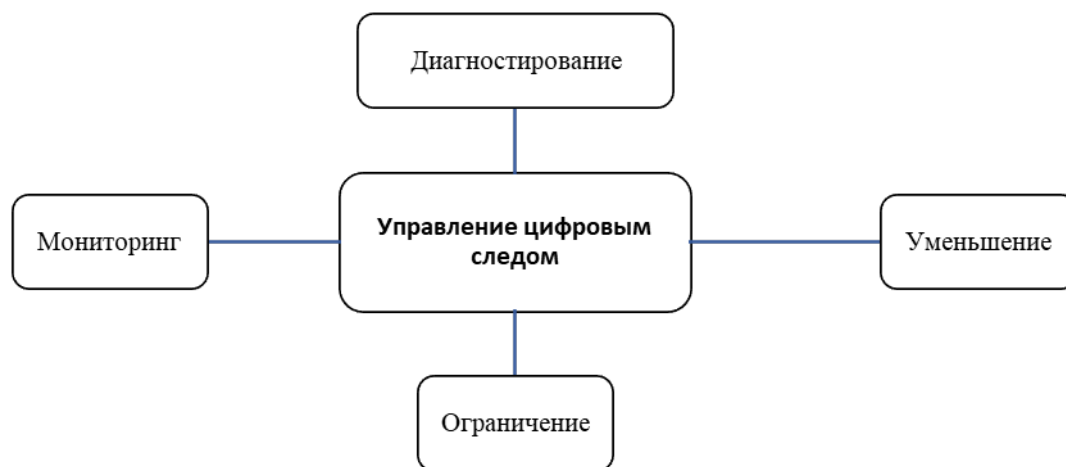 Диагностирование
Мониторинг
Управление цифровым
следом
Уменьшение
Ограничение